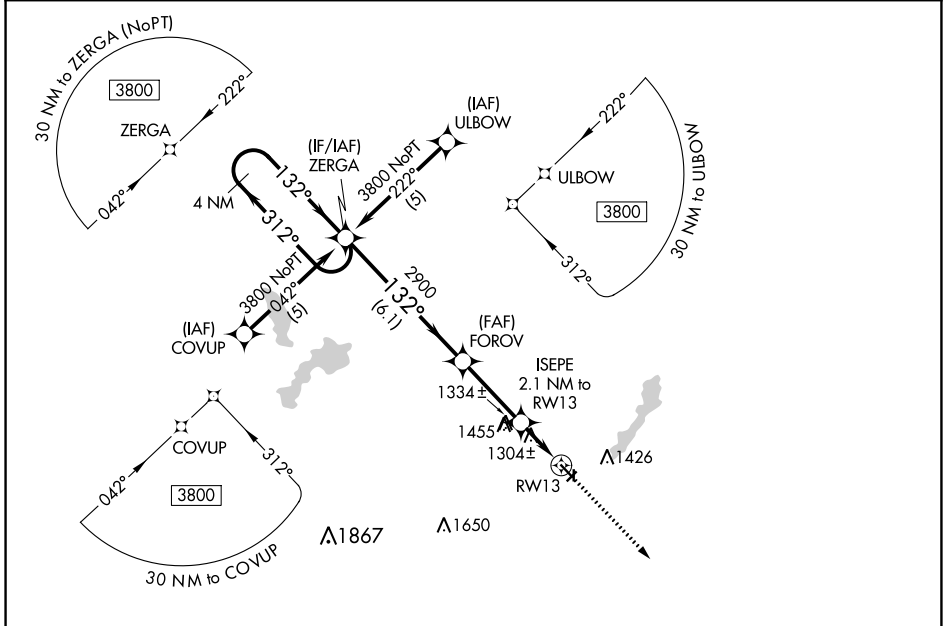 30 NM to ZERGA (NoPT)
3800
222°
ZERGA
042°
(IAF)
ULBOW
(IF/IAF)
ZERGA
3800 NoPT
222°
(5)
132°
4 NM
312°
3800 NoPT
042°
(5)
(IAF)
COVUP
222°
ULBOW
3800
312°
30 NM to ULBOW
2900
132°
(6.1)
(FAF)
FOROV
ISEPE
2.1 NM to
RW13
1334±
1455
1304±
RW13
1426
COVUP
042°
312°
3800
30 NM to COVUP
1867
1650